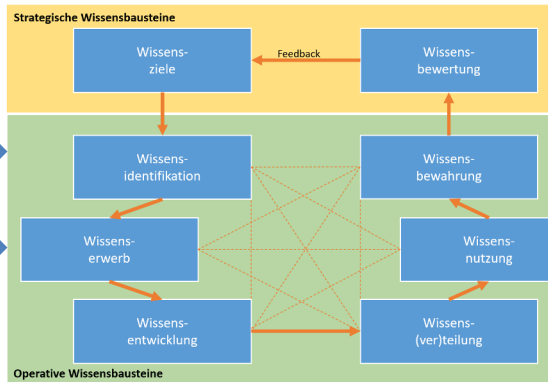 Strategische Wissensbausteine
Wissens-
ziele
Feedback
Wissens-
bewertung
Wissens-
identifikation
Wissens-
bewahrung
Wissens-
erwerb
Wissens-
nutzung
Wissens-
entwicklung
Wissens-
(ver)teilung
Operative Wissensbausteine